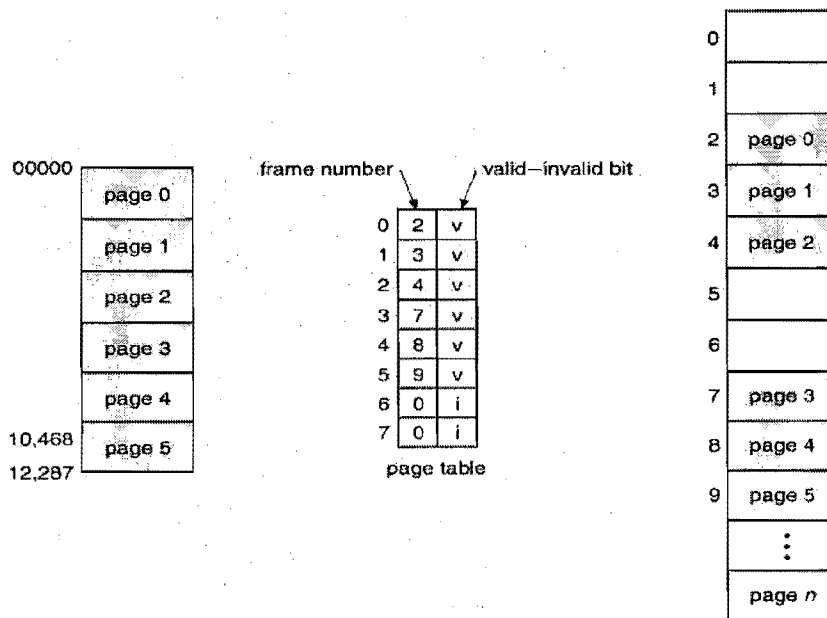 00000
page 0
page 1
page 2
page 3
page 4
page 5
10,468
12,287
frame number
valid–invalid bit
0 2 v
1 3 v
2 4 v
3 7 v
4 8 v
5 9 v
6 0 i
7 0 i
page table
0
1
2 page 0
3 page 1
4 page 2
5
6
7 page 3
8 page 4
9 page 5
⋮
page n